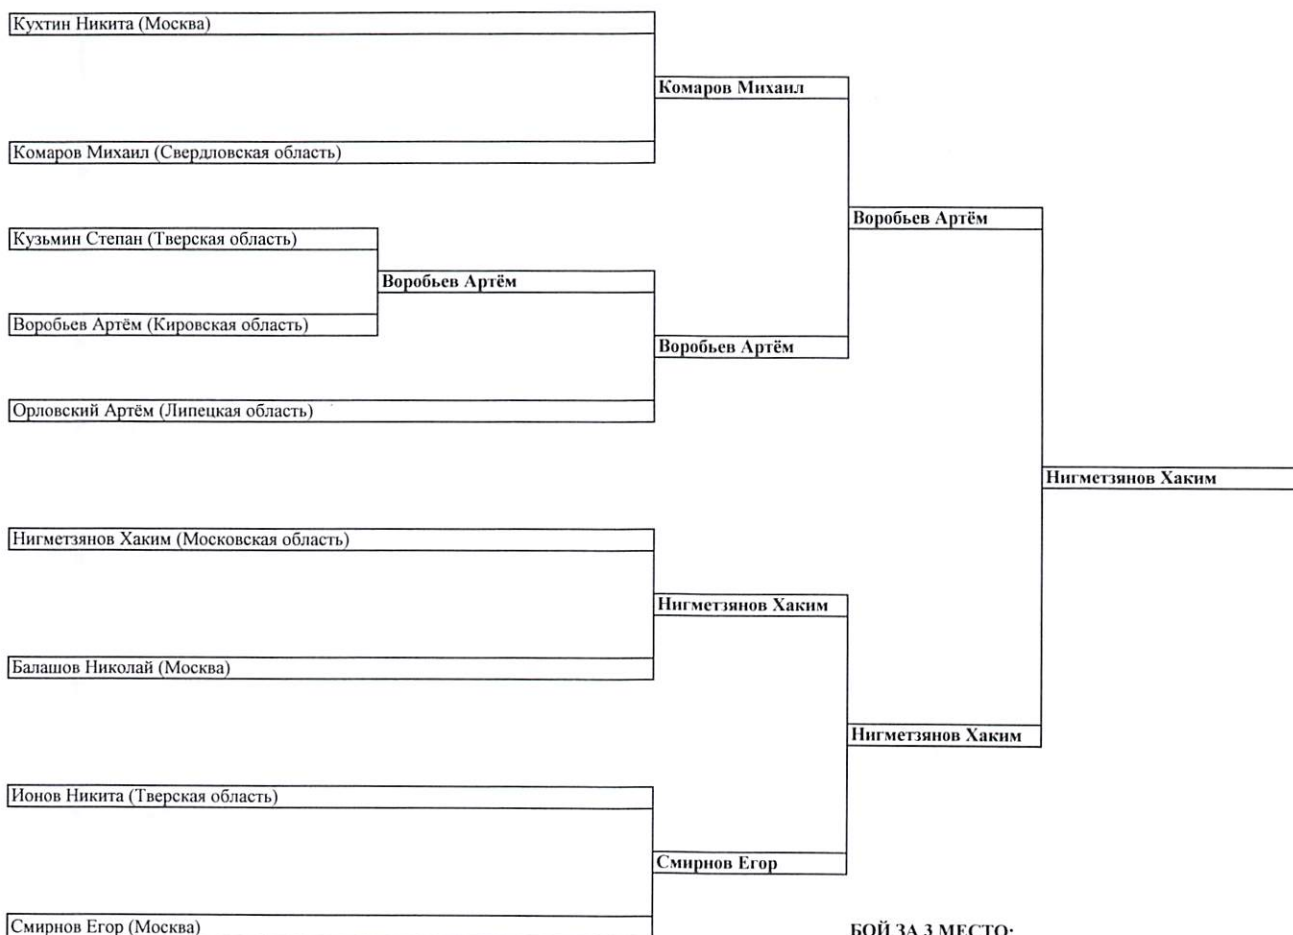 Кухтин Никита (Москва)
Комаров Михаил
Комаров Михаил (Свердловская область)
Воробьев Артём
Кузьмин Степан (Тверская область)
Воробьев Артём
Воробьев Артём (Кировская область)
Воробьев Артём
Орловский Артём (Липецкая область)
Нигметзянов Хаким
Нигметзянов Хаким (Московская область)
Нигметзянов Хаким
Балашов Николай (Москва)
Нигметзянов Хаким
Ионов Никита (Тверская область)
Смирнов Егор
Смирнов Егор (Москва)
БОЙ ЗА 3 МЕСТО: